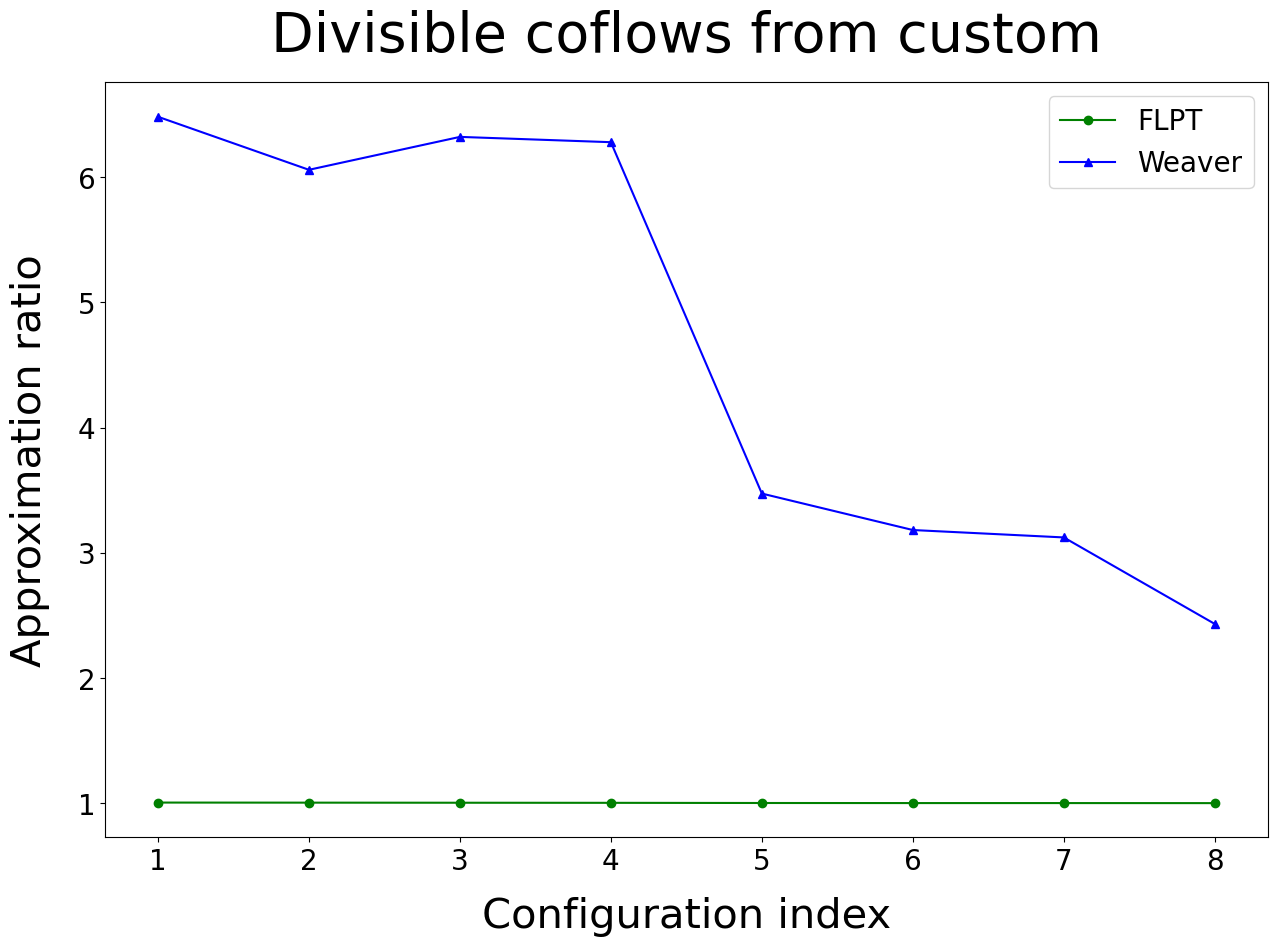 Divisible coflows from custom
FLPT
Weaver
Approximation ratio
6
5
4
3
2
1
1 2 3 4 5 6 7 8
Configuration index